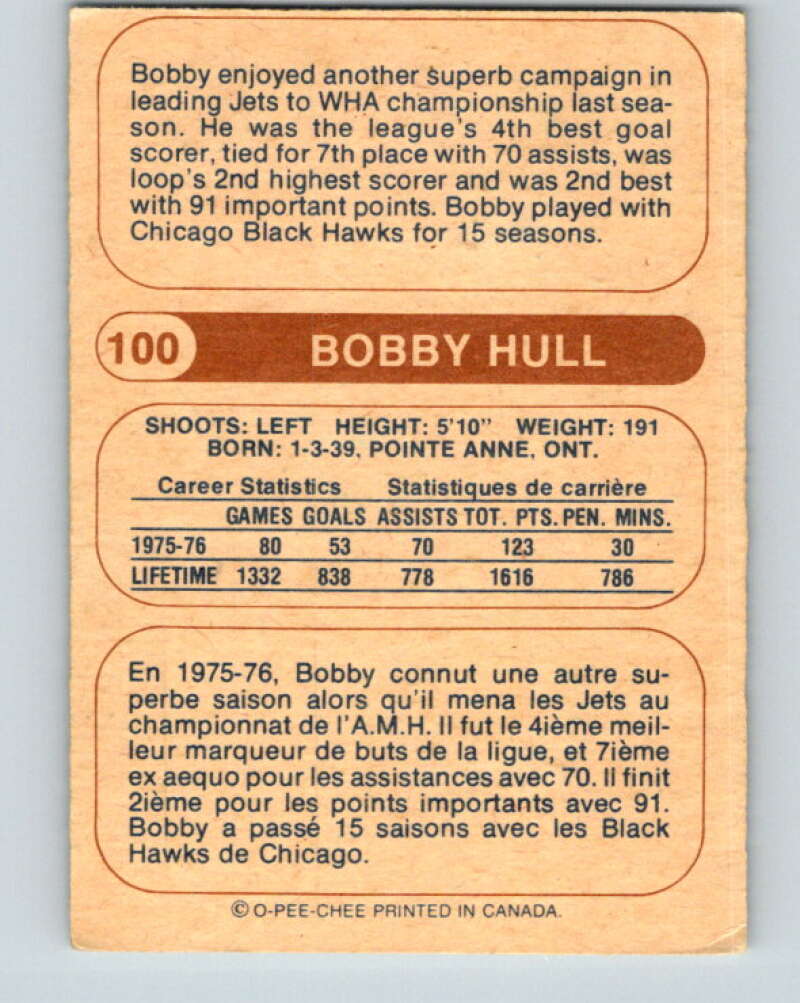 Bobby enjoyed another superb campaign in
leading Jets to WHA championship last sea-
son. He was the league's 4th best goal
scorer, tied for 7th place with 70 assists, was
loop's 2nd highest scorer and was 2nd best
with 91 important points. Bobby played with
Chicago Black Hawks for 15 seasons.
100 BOBBY HULL
SHOOTS: LEFT HEIGHT: 5'10" WEIGHT: 191
BORN: 1-3-39, POINTE ANNE, ONT.
Career Statistics Statistiques de carrière
GAMES GOALS ASSISTS TOT. PTS. PEN. MINS.
1975-76 80 53 70 123 30
LIFETIME 1332 838 778 1616 786
En 1975-76, Bobby connut une autre su-
perbe saison alors qu'il mena les Jets au
championnat de l'A.M.H. Il fut le 4ième meil-
leur marqueur de buts de la ligue, et 7ième
ex aequo pour les assistances avec 70. Il finit
2ième pour les points importants avec 91.
Bobby a passé 15 saisons avec les Black
Hawks de Chicago.
© O-PEE-CHEE PRINTED IN CANADA.